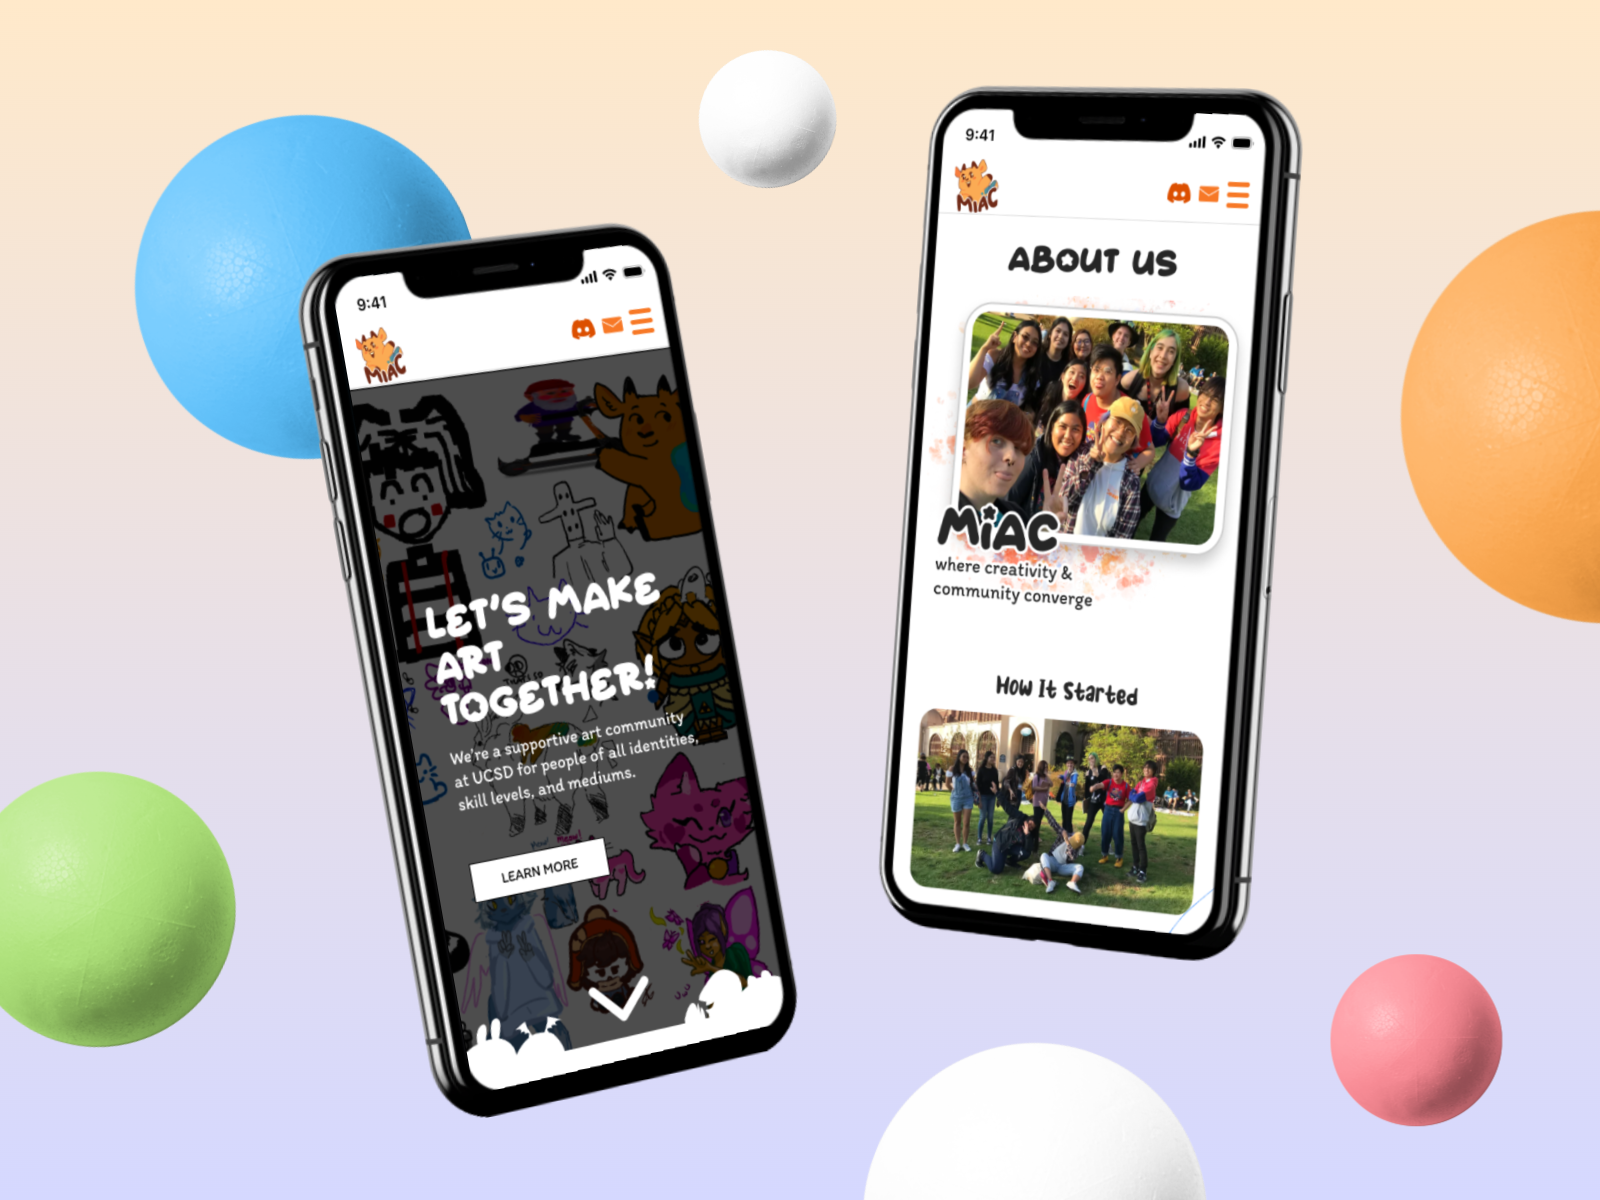 9:41
MIAC
LET'S MAKE
ART
TOGETHER!
We're a supportive art community
at UCSD for people of all identities,
skill levels, and mediums.
LEARN MORE
9:41
MIAC
ABOUT US
MiAC
where creativity &
community converge
How It Started